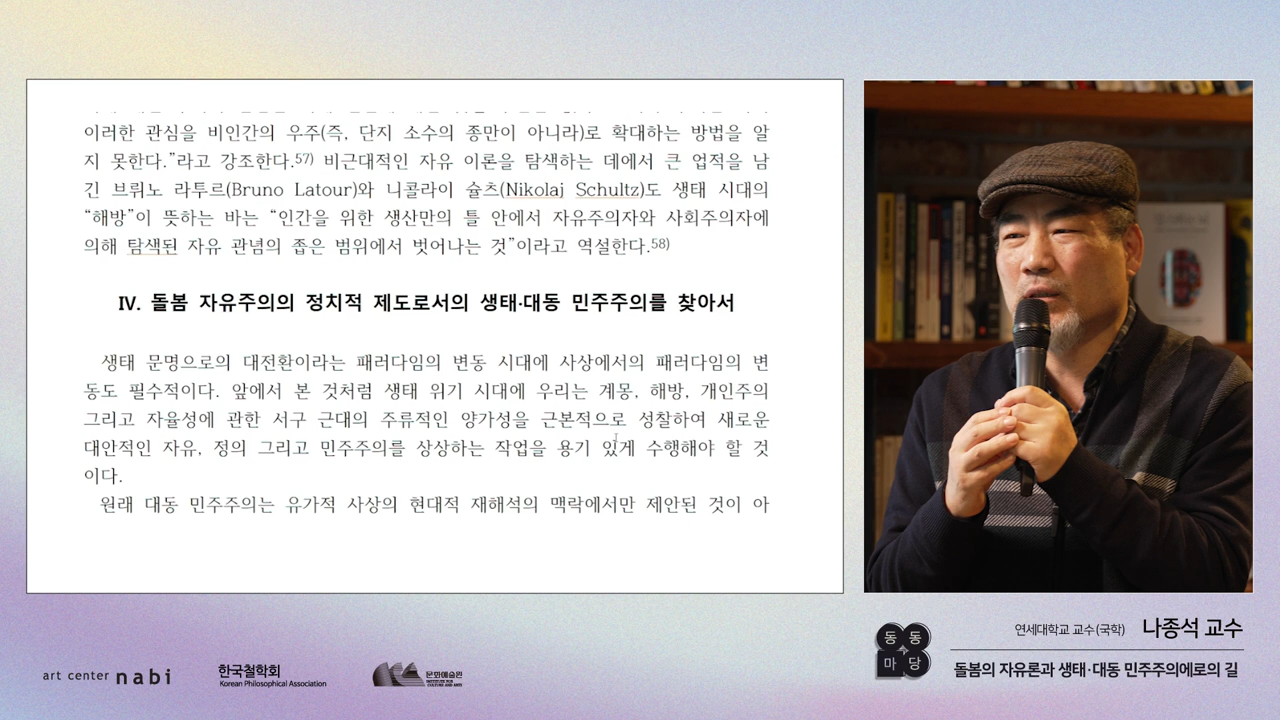 이러한 관심을 비인간의 우주(즉, 단지 소수의 종만이 아니라)로 확대하는 방법을 알
지 못한다.”라고 강조한다.57) 비근대적인 자유 이론을 탐색하는 데에서 큰 업적을 남
긴 브뤼노 라투르(Bruno Latour)와 니콜라이 슐츠(Nikolaj Schultz)도 생태 시대의
“해방”이 뜻하는 바는 “인간을 위한 생산만의 틀 안에서 자유주의자와 사회주의자에
의해 탐색된 자유 관념의 좁은 범위에서 벗어나는 것”이라고 역설한다.58)
IV. 돌봄 자유주의의 정치적 제도로서의 생태·대동 민주주의를 찾아서
생태 문명으로의 대전환이라는 패러다임의 변동 시대에 사상에서의 패러다임의 변
동도 필수적이다. 앞에서 본 것처럼 생태 위기 시대에 우리는 계몽, 해방, 개인주의
그리고 자율성에 관한 서구 근대의 주류적인 양가성을 근본적으로 성찰하여 새로운
대안적인 자유, 정의 그리고 민주주의를 상상하는 작업을 용기 있게 수행해야 할 것
이다.
원래 대동 민주주의는 유가적 사상의 현대적 재해석의 맥락에서만 제안된 것이 아
동동
마당
연세대학교 교수(국학) 나종석 교수
돌봄의 자유론과 생태·대동 민주주의에로의 길
art center nabi
한국철학회
Korean Philosophical Association
ICA 문화예술원
INSTITUTE FOR
CULTURE AND ARTS